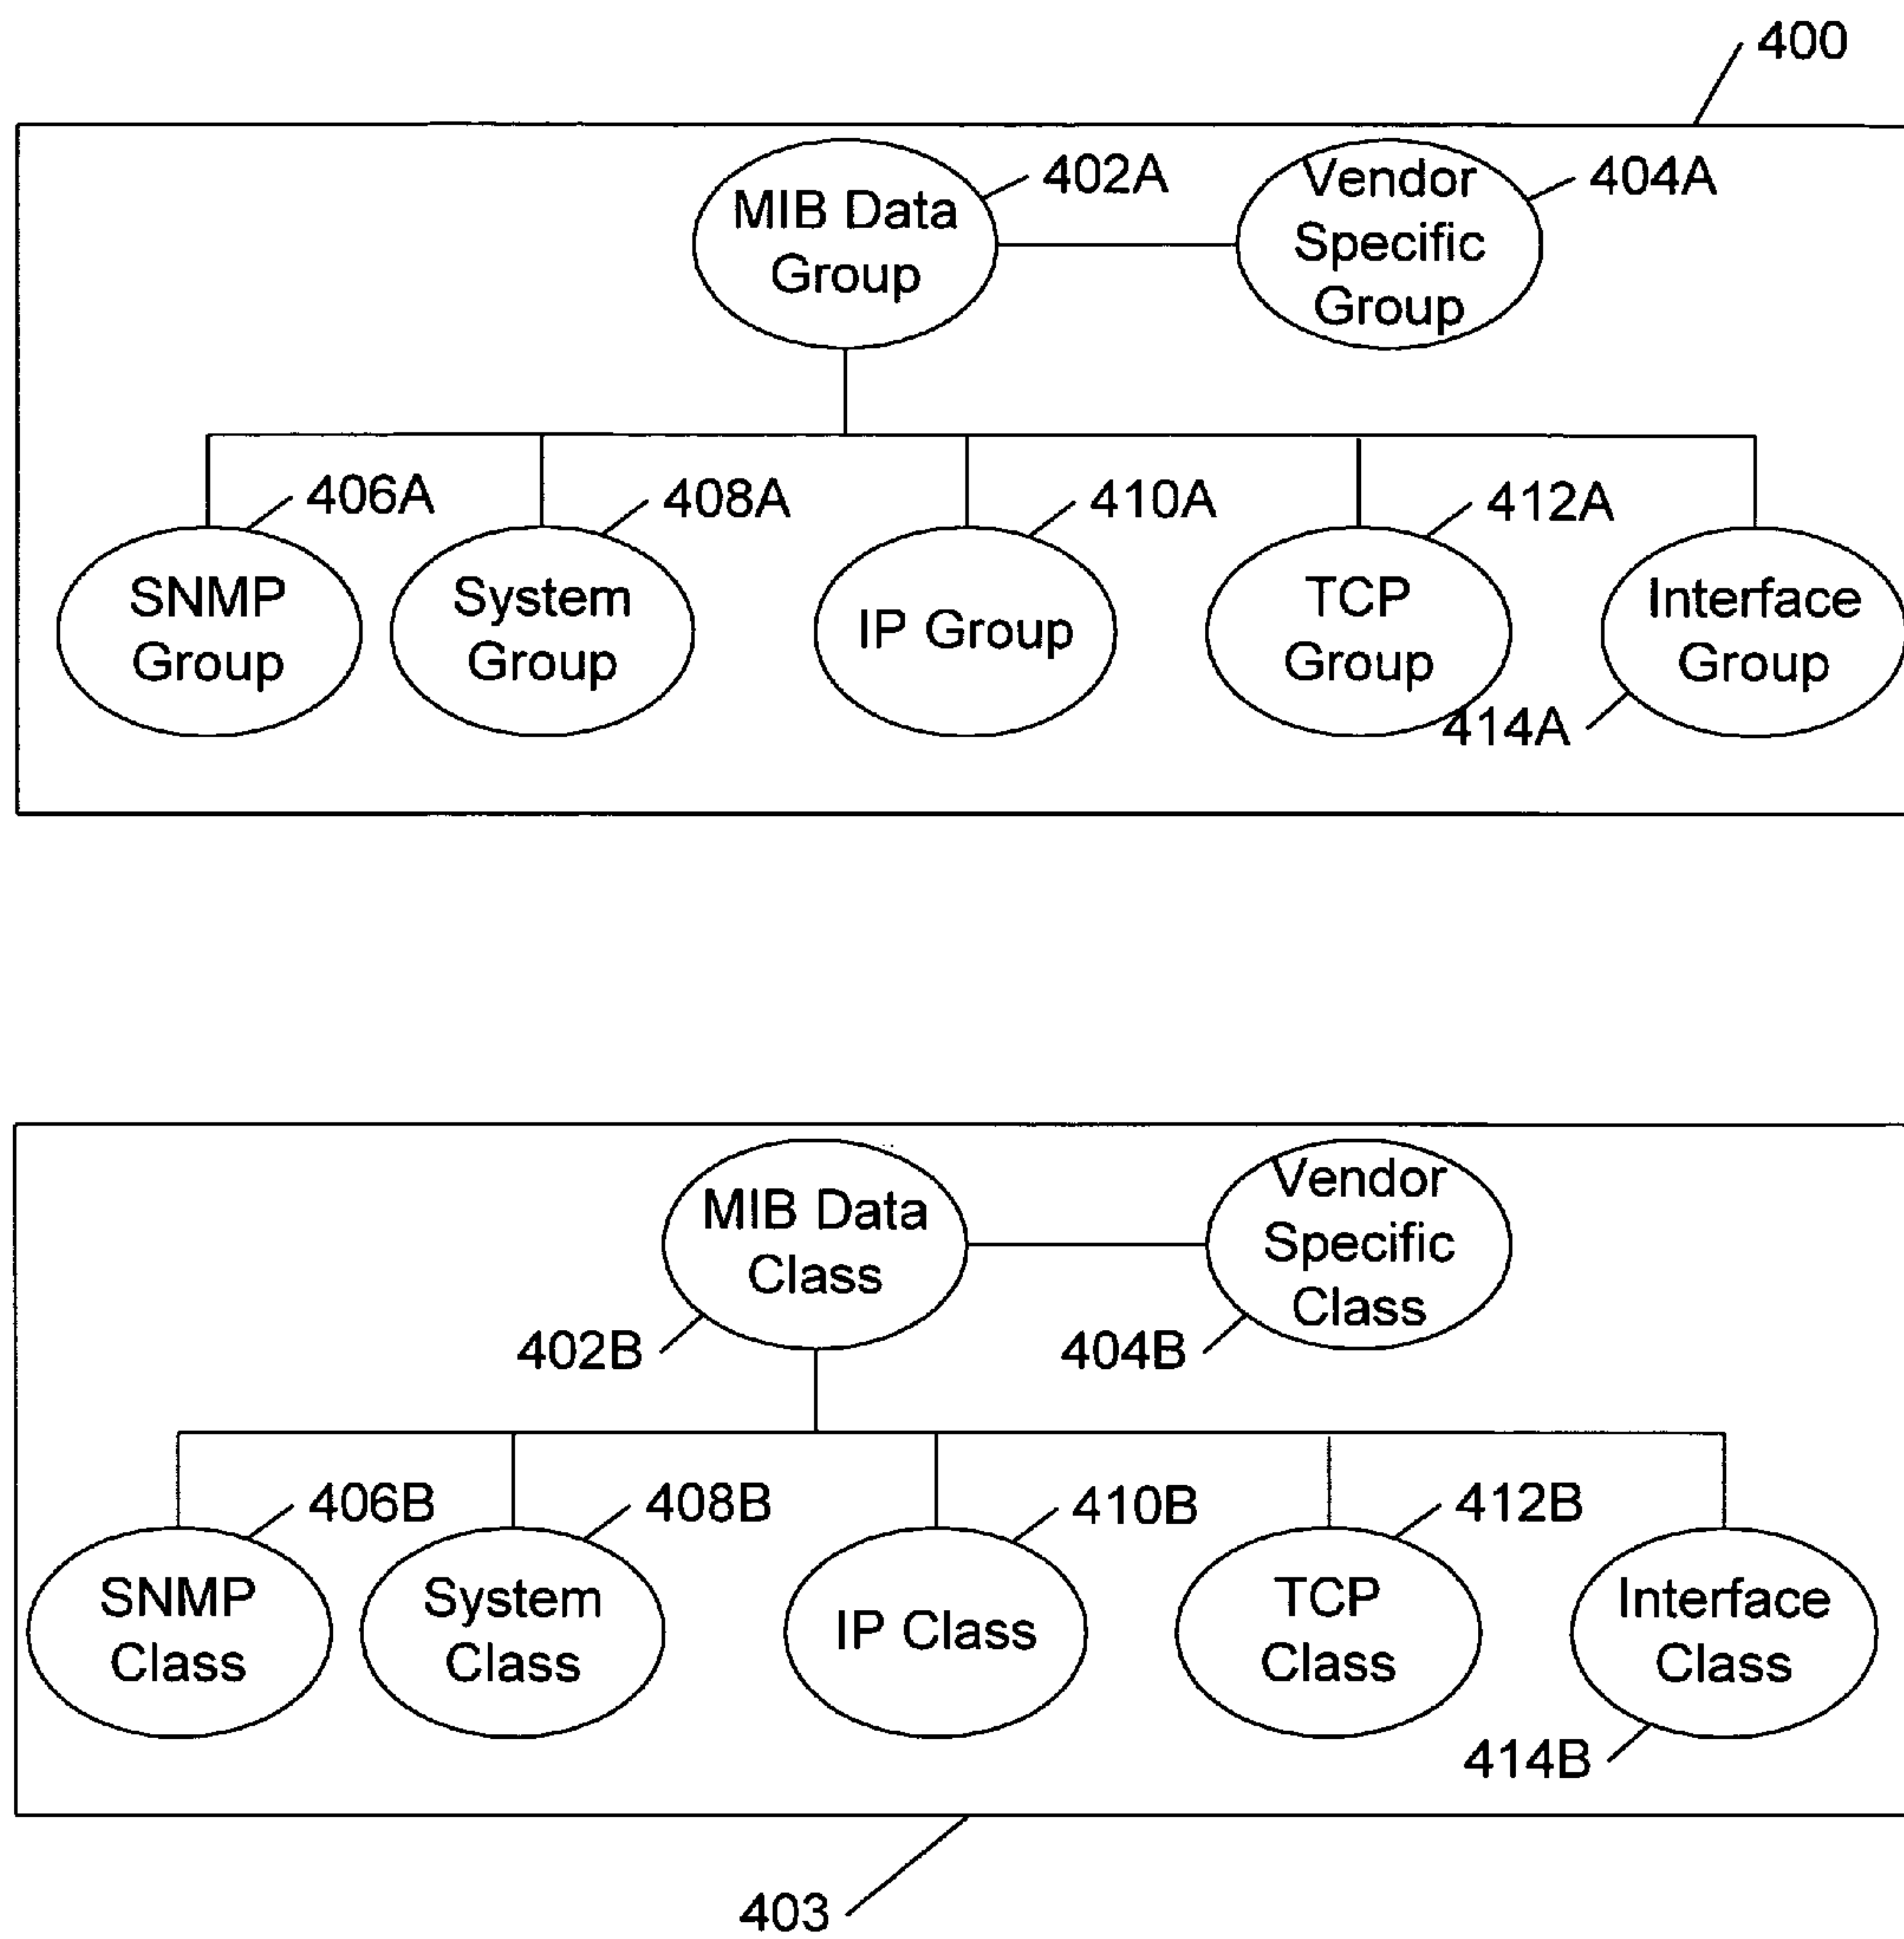 400
MIB Data
Group
402A
Vendor
Specific
Group
404A
406A
408A
410A
412A
SNMP
Group
System
Group
IP Group
TCP
Group
Interface
Group
414A
MIB Data
Class
Vendor
Specific
Class
402B
404B
406B
408B
410B
412B
SNMP
Class
System
Class
IP Class
TCP
Class
Interface
Class
414B
403